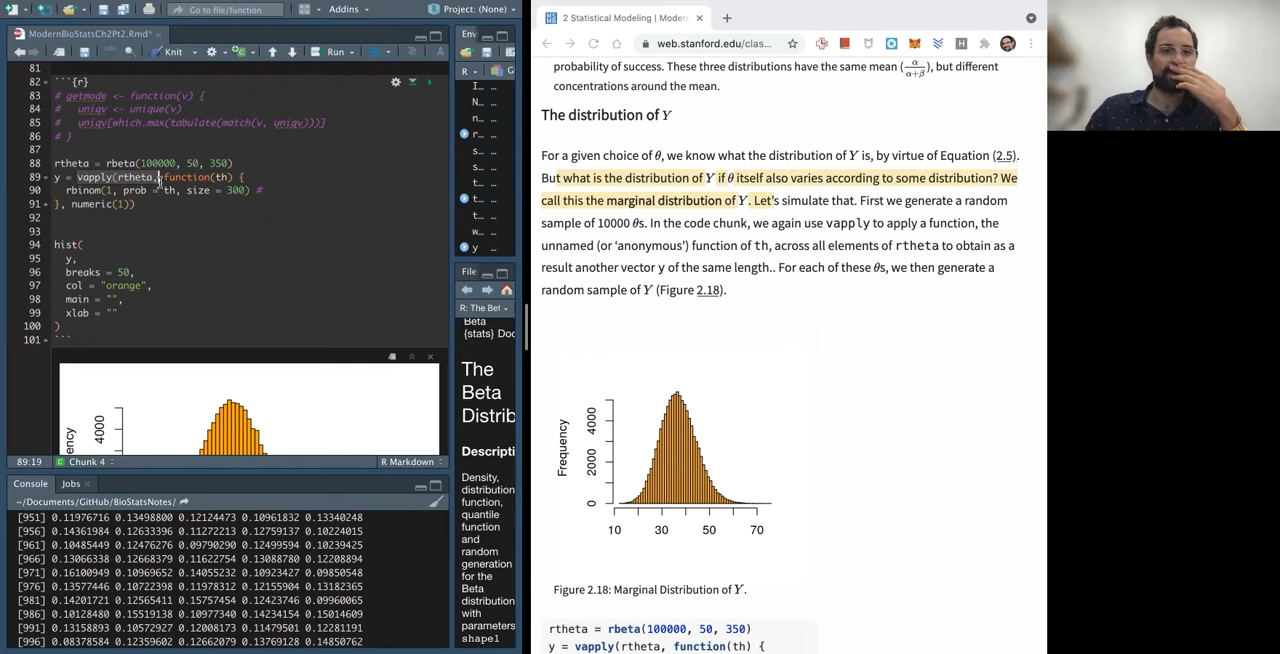 Go to file/function
Addins
Project: (None)
ModernBioStatsCh2Pt2.Rmd*
Knit
Run
81
82 ```{r}
83 # getmode <- function(v) {
84 #   uniqv <- unique(v)
85 #   uniqv[which.max(tabulate(match(v, uniqv)))]
86 # }
87
88 rtheta = rbeta(100000, 50, 350)
89 y = vapply(rtheta, function(th) {
90   rbinom(1, prob = th, size = 300) #
91 }, numeric(1))
92
93
94 hist(
95   y,
96   breaks = 50,
97   col = "orange",
98   main = "",
99   xlab = ""
100 )
101 ```
4000
ency
89:19
Chunk 4
R Markdown
Console
Jobs
~/Documents/GitHub/BioStatsNotes/
[951] 0.11976716 0.13498800 0.12124473 0.10961832 0.13340248
[956] 0.14361984 0.12633396 0.11272213 0.12759137 0.10224015
[961] 0.10485449 0.12476276 0.09790290 0.12499594 0.10239425
[966] 0.13066338 0.12688379 0.11622754 0.13088780 0.12208894
[971] 0.16100949 0.10969652 0.14055232 0.10923427 0.09850548
[976] 0.13577446 0.10722398 0.11978312 0.12155904 0.13182365
[981] 0.14201721 0.12565411 0.15757454 0.12423746 0.09960065
[986] 0.10128480 0.15519138 0.10977340 0.14234154 0.15014609
[991] 0.13158893 0.10572927 0.12008173 0.11479501 0.12281191
[996] 0.08378584 0.12359602 0.12662079 0.13769128 0.14850762
Env
R
I…
N…
n…
r…
s…
s…
t…
t…
t…
w…
y
File
R: The Bet
Beta
{stats} Doc
The
Beta
Distrib
Descripti
Density,
distribution
function,
quantile
function
and
random
generation
for the
Beta
distribution
with
parameters
shape1
2 Statistical Modeling | Modern
web.stanford.edu/clas…
probability of success. These three distributions have the same mean (α/(α+β)), but different
concentrations around the mean.
The distribution of Y
For a given choice of θ, we know what the distribution of Y is, by virtue of Equation (2.5).
But what is the distribution of Y if θ itself also varies according to some distribution? We
call this the marginal distribution of Y. Let's simulate that. First we generate a random
sample of 10000 θs. In the code chunk, we again use vapply to apply a function, the
unnamed (or ‘anonymous’) function of th, across all elements of rtheta to obtain as a
result another vector y of the same length.. For each of these θs, we then generate a
random sample of Y (Figure 2.18).
Frequency
4000
2000
0
10 30 50 70
Figure 2.18: Marginal Distribution of Y.
rtheta = rbeta(100000, 50, 350)
y = vapply(rtheta, function(th) {